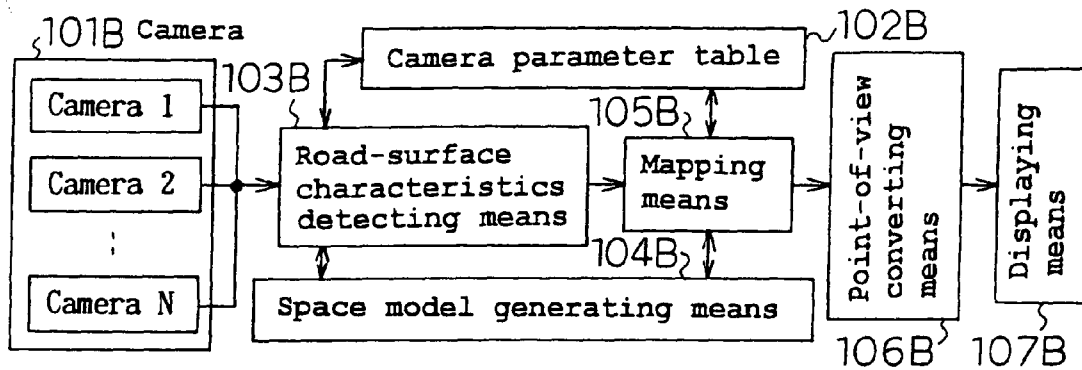 101B Camera
Camera 1
Camera 2
Camera N
103B
Camera parameter table
102B
Road-surface
characteristics
detecting means
105B
Mapping
means
104B
Space model generating means
Point-of-view
converting
means
106B
Displaying
means
107B